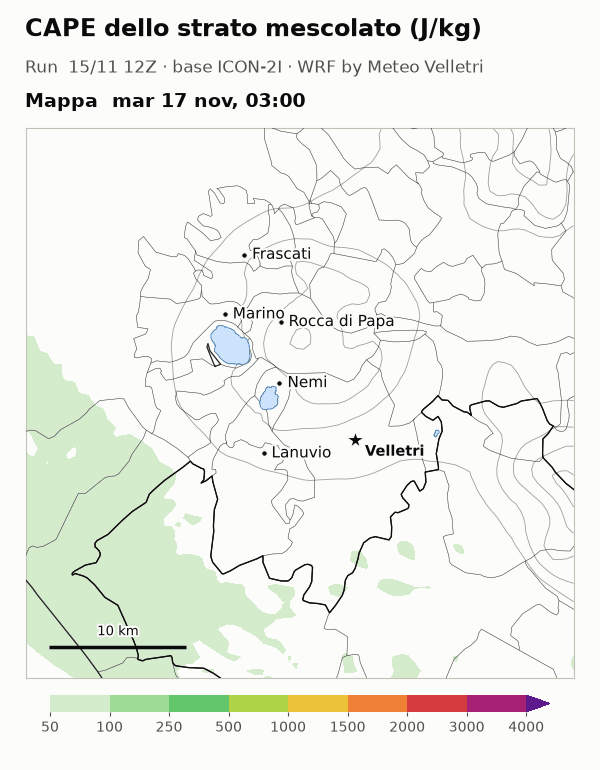 CAPE dello strato mescolato (J/kg)
Run  15/11 12Z · base ICON-2I · WRF by Meteo Velletri
Mappa  mar 17 nov, 03:00
Frascati
Marino
Rocca di Papa
Nemi
Velletri
Lanuvio
10 km
50 100 250 500 1000 1500 2000 3000 4000